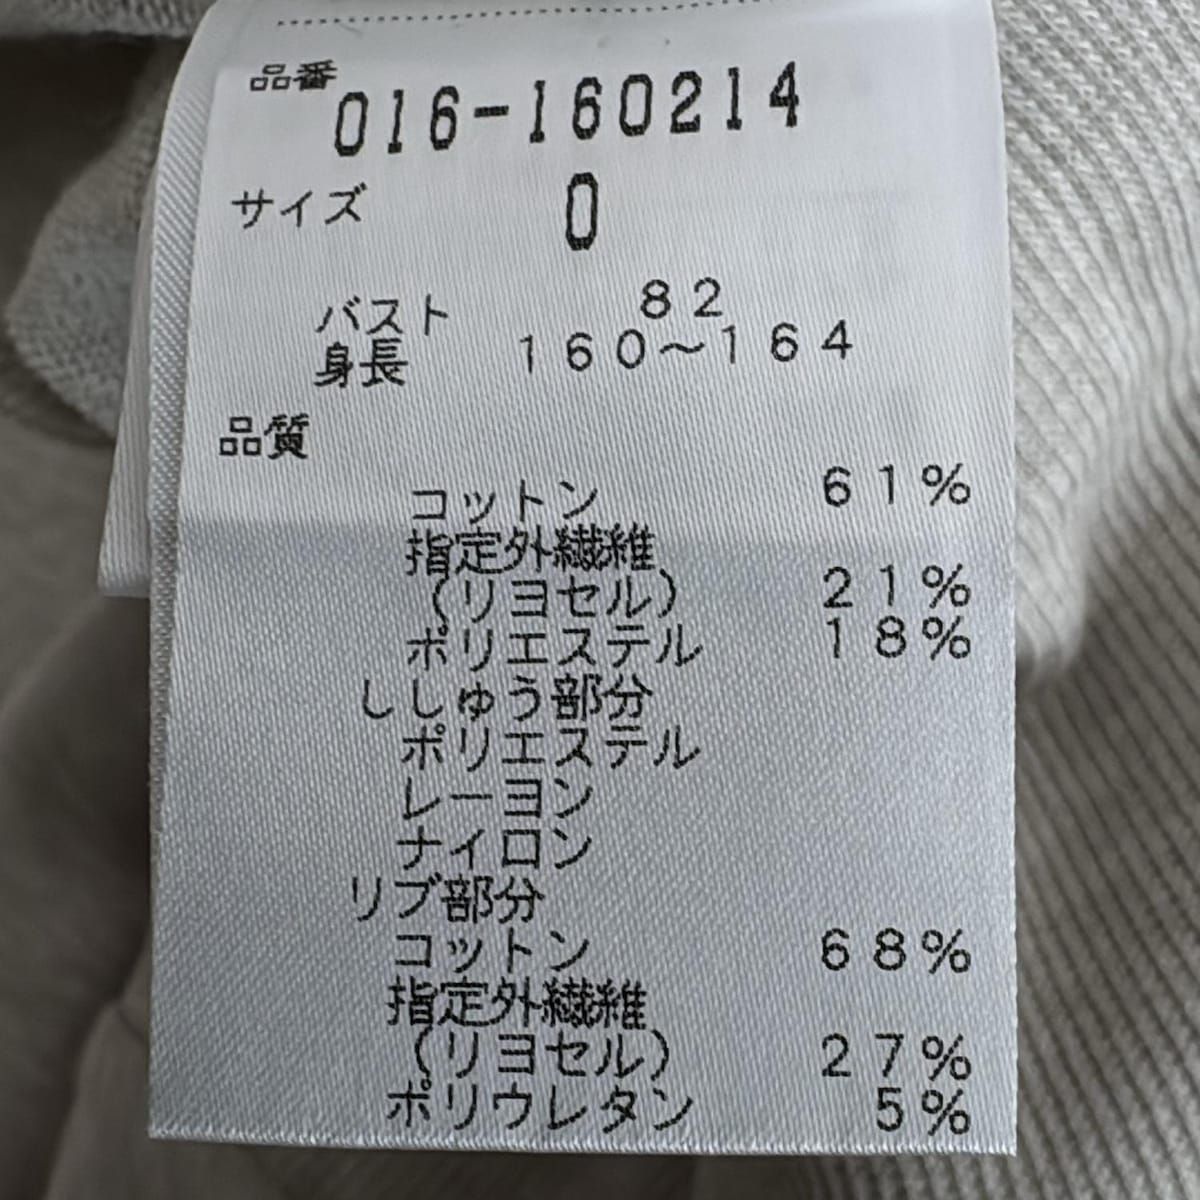 品番 016-160214
サイズ 0
バスト 82
身長 160〜164
品質
コットン 61%
指定外繊維
(リヨセル) 21%
ポリエステル 18%
ししゅう部分
ポリエステル
レーヨン
ナイロン
リブ部分
コットン 68%
指定外繊維
(リヨセル) 27%
ポリウレタン 5%